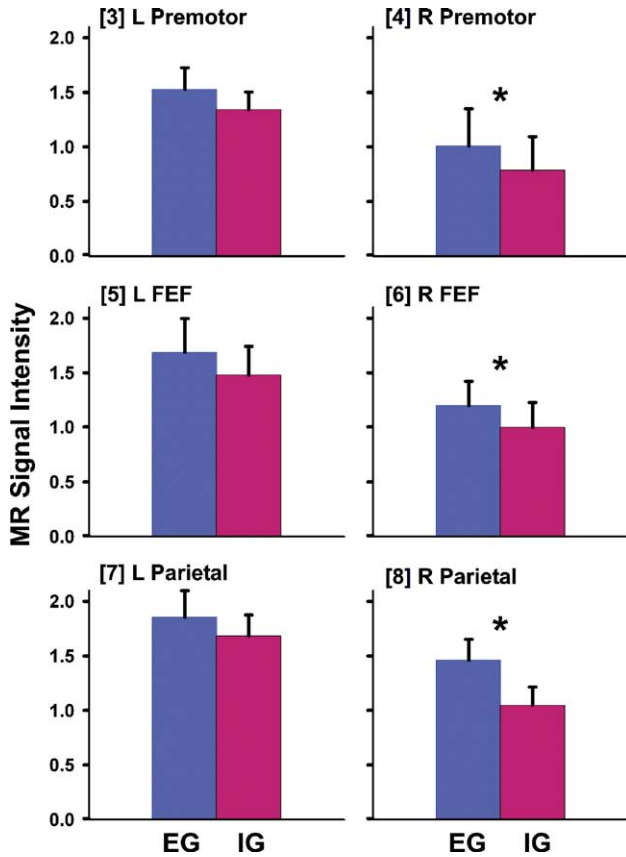 [3] L Premotor
2.0
1.5
1.0
0.5
0.0
[4] R Premotor
*
[5] L FEF
2.0
1.5
1.0
0.5
0.0
[6] R FEF
*
[7] L Parietal
2.0
1.5
1.0
0.5
0.0
[8] R Parietal
*
MR Signal Intensity
EG IG
EG IG